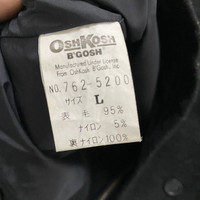 OSHKOSH
B'GOSH
Manufactured Under License
From OshKosh B'Gosh, Inc.
NO. 762-5200
サイズ L
表 毛 95%
ナイロン 5%
裏 ナイロン100%